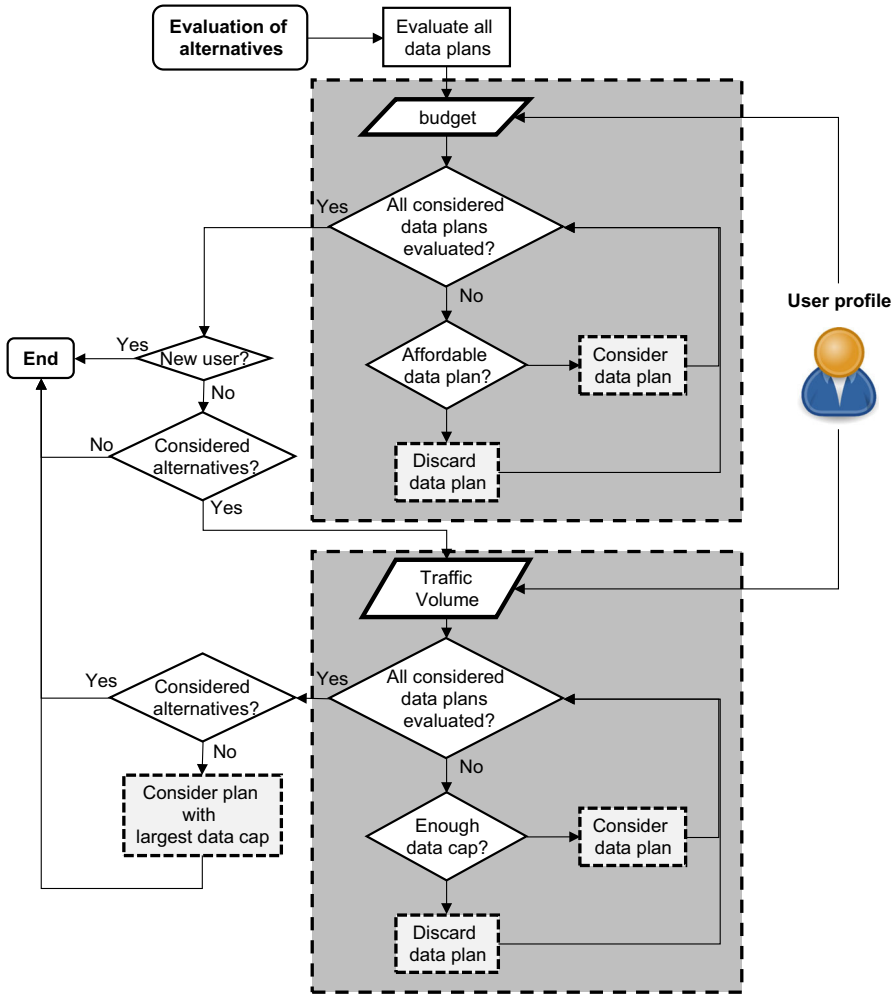 Evaluation of
alternatives
Evaluate all
data plans
budget
All considered
data plans
evaluated?
Yes
No
User profile
New user?
Yes
End
No
Affordable
data plan?
Consider
data plan
Considered
alternatives?
No
Yes
Discard
data plan
Traffic
Volume
All considered
data plans
evaluated?
Yes
Considered
alternatives?
Yes
No
No
Consider plan
with
largest data cap
Enough
data cap?
Consider
data plan
Discard
data plan